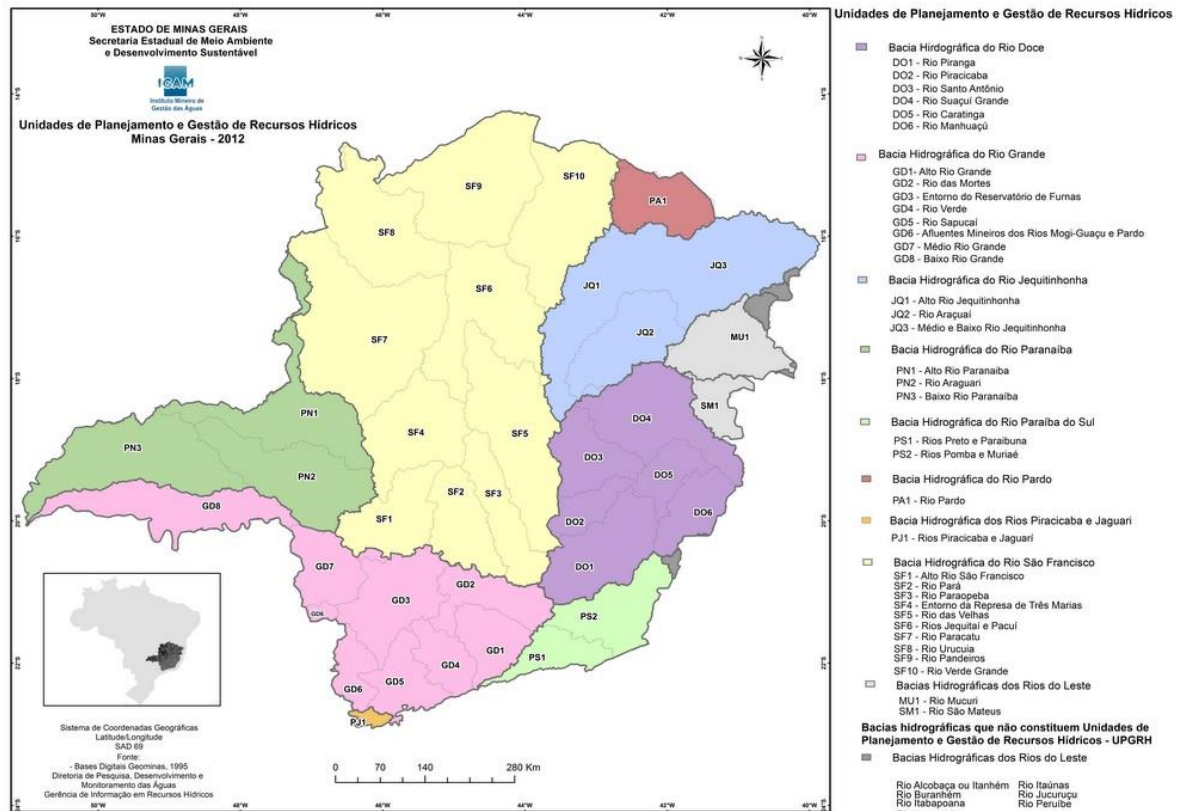 ESTADO DE MINAS GERAIS
Secretaria Estadual de Meio Ambiente
e Desenvolvimento Sustentável
IGAM
Instituto Mineiro de
Gestão das Águas
Unidades de Planejamento e Gestão de Recursos Hídricos
Minas Gerais - 2012
50°W
48°W
46°W
44°W
42°W
40°W
14°S
16°S
18°S
20°S
22°S
SF9
SF10
PA1
SF8
JQ3
JQ1
SF6
JQ2
MU1
SF7
PN1
SM1
SF4
SF5
DO4
PN3
DO3
PN2
DO5
SF2
SF3
GD8
SF1
DO2
DO6
GD7
DO1
GD2
GD3
GD6
PS2
GD1
PS1
GD4
GD5
GD6
PJ1
Sistema de Coordenadas Geográficas
Latitude/Longitude
SAD 69
Fonte:
- Bases Digitais Geominas, 1995
Diretoria de Pesquisa, Desenvolvimento e
Monitoramento das Águas
Gerência de Informação em Recursos Hídricos
0 70 140 280 Km
Unidades de Planejamento e Gestão de Recursos Hídricos
Bacia Hirdográfica do Rio Doce
DO1 - Rio Piranga
DO2 - Rio Piracicaba
DO3 - Rio Santo Antônio
DO4 - Rio Suaçuí Grande
DO5 - Rio Caratinga
DO6 - Rio Manhuaçú
Bacia Hidrográfica do Rio Grande
GD1- Alto Rio Grande
GD2 - Rio das Mortes
GD3 - Entorno do Reservatório de Furnas
GD4 - Rio Verde
GD5 - Rio Sapucaí
GD6 - Afluentes Mineiros dos Rios Mogi-Guaçu e Pardo
GD7 - Médio Rio Grande
GD8 - Baixo Rio Grande
Bacia Hidrográfica do Rio Jequitinhonha
JQ1 - Alto Rio Jequitinhonha
JQ2 - Rio Araçuaí
JQ3 - Médio e Baixo Rio Jequitinhonha
Bacia Hidrográfica do Rio Paranaíba
PN1 - Alto Rio Paranaiba
PN2 - Rio Araguari
PN3 - Baixo Rio Paranaíba
Bacia Hidrográfica do Rio Paraíba do Sul
PS1 - Rios Preto e Paraibuna
PS2 - Rios Pomba e Muriaé
Bacia Hidrográfica do Rio Pardo
PA1 - Rio Pardo
Bacia Hidrográfica dos Rios Piracicaba e Jaguari
PJ1 - Rios Piracicaba e Jaguarí
Bacia Hidrográfica do Rio São Francisco
SF1 - Alto Rio São Francisco
SF2 - Rio Pará
SF3 - Rio Paraopeba
SF4 - Entorno da Represa de Três Marias
SF5 - Rio das Velhas
SF6 - Rios Jequitaí e Pacuí
SF7 - Rio Paracatu
SF8 - Rio Urucuia
SF9 - Rio Pandeiros
SF10 - Rio Verde Grande
Bacias Hidrográficas dos Rios do Leste
MU1 - Rio Mucuri
SM1 - Rio São Mateus
Bacias hidrográficas que não constituem Unidades de
Planejamento e Gestão de Recursos Hídricos - UPGRH
Bacias Hidrográficas dos Rios do Leste
Rio Alcobaça ou Itanhém Rio Itaúnas
Rio Buranhém Rio Jucuruçu
Rio Itabapoana Rio Peruíbe